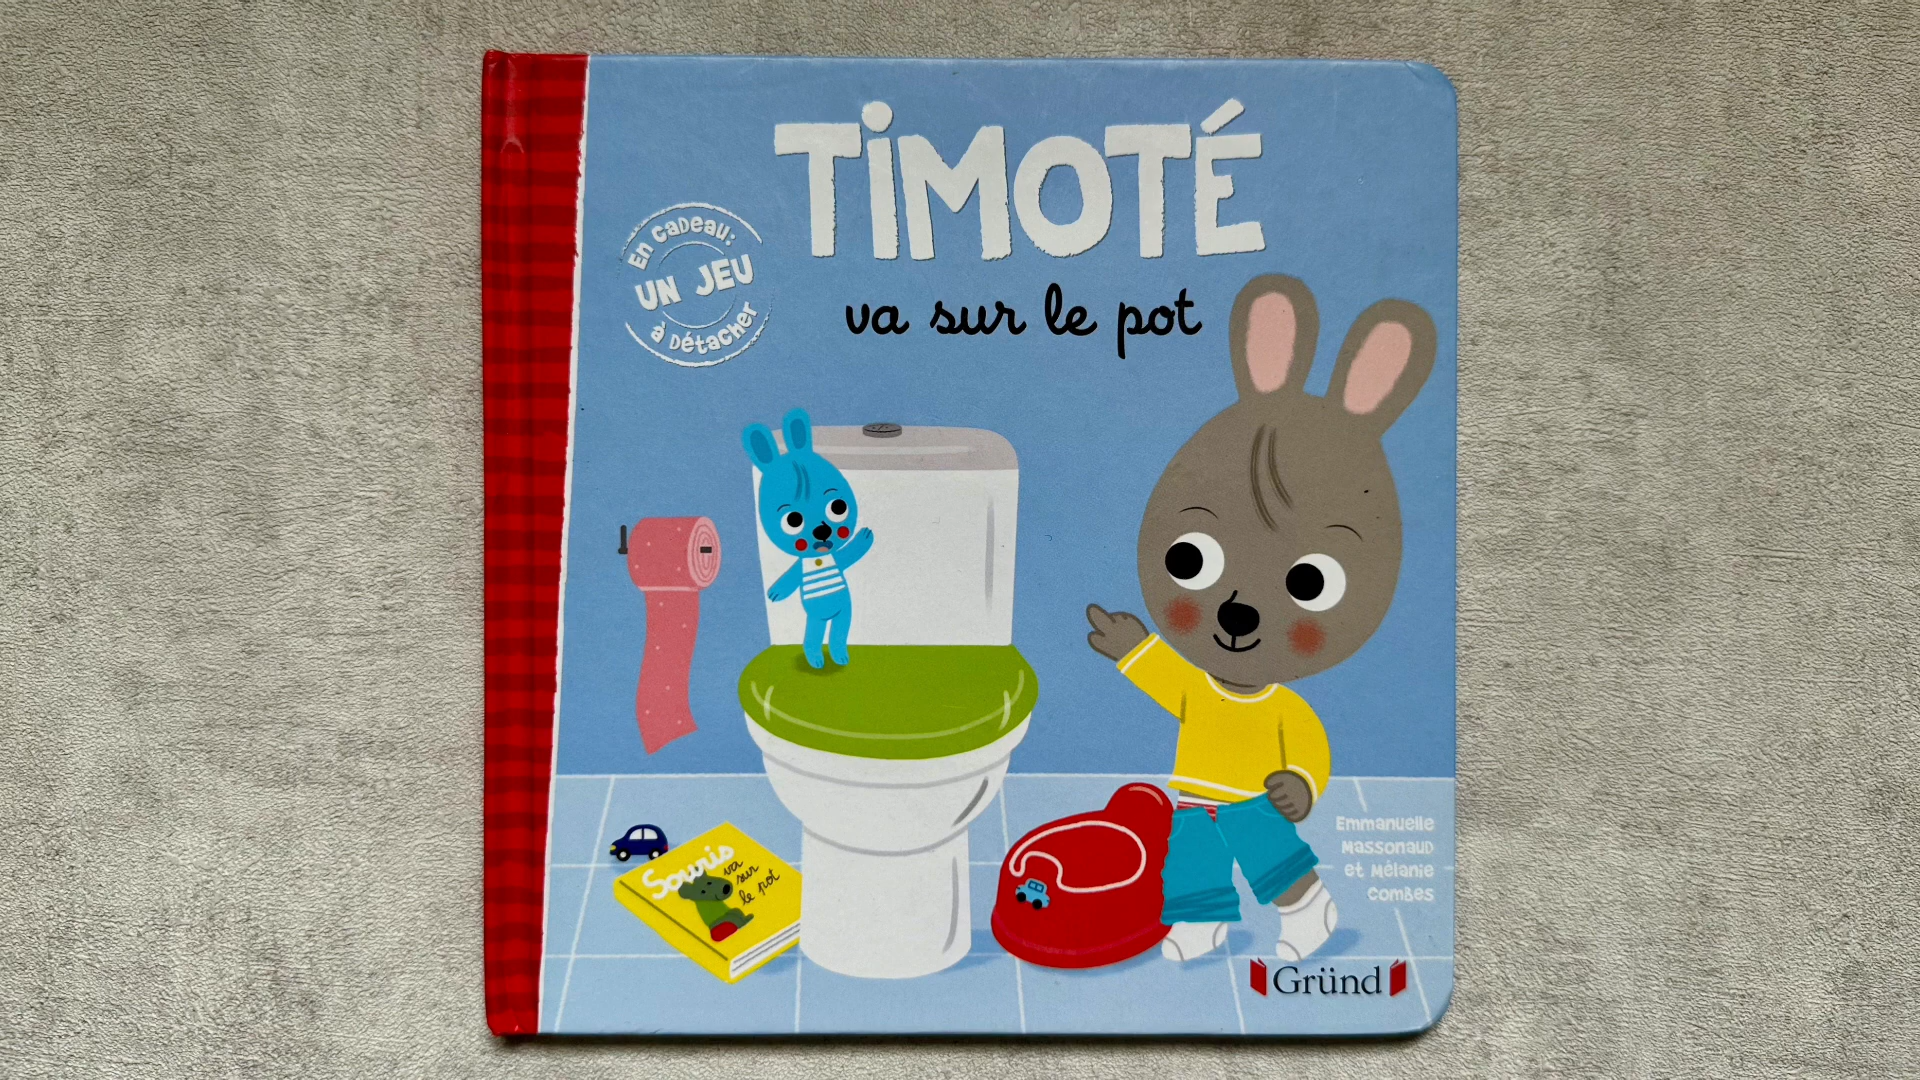 TiMOTÉ
va sur le pot
En cadeau:
UN JEU
à Détacher
Souris
va
sur
le pot
Emmanuelle
Massonaud
et Mélanie
Combes
Gründ